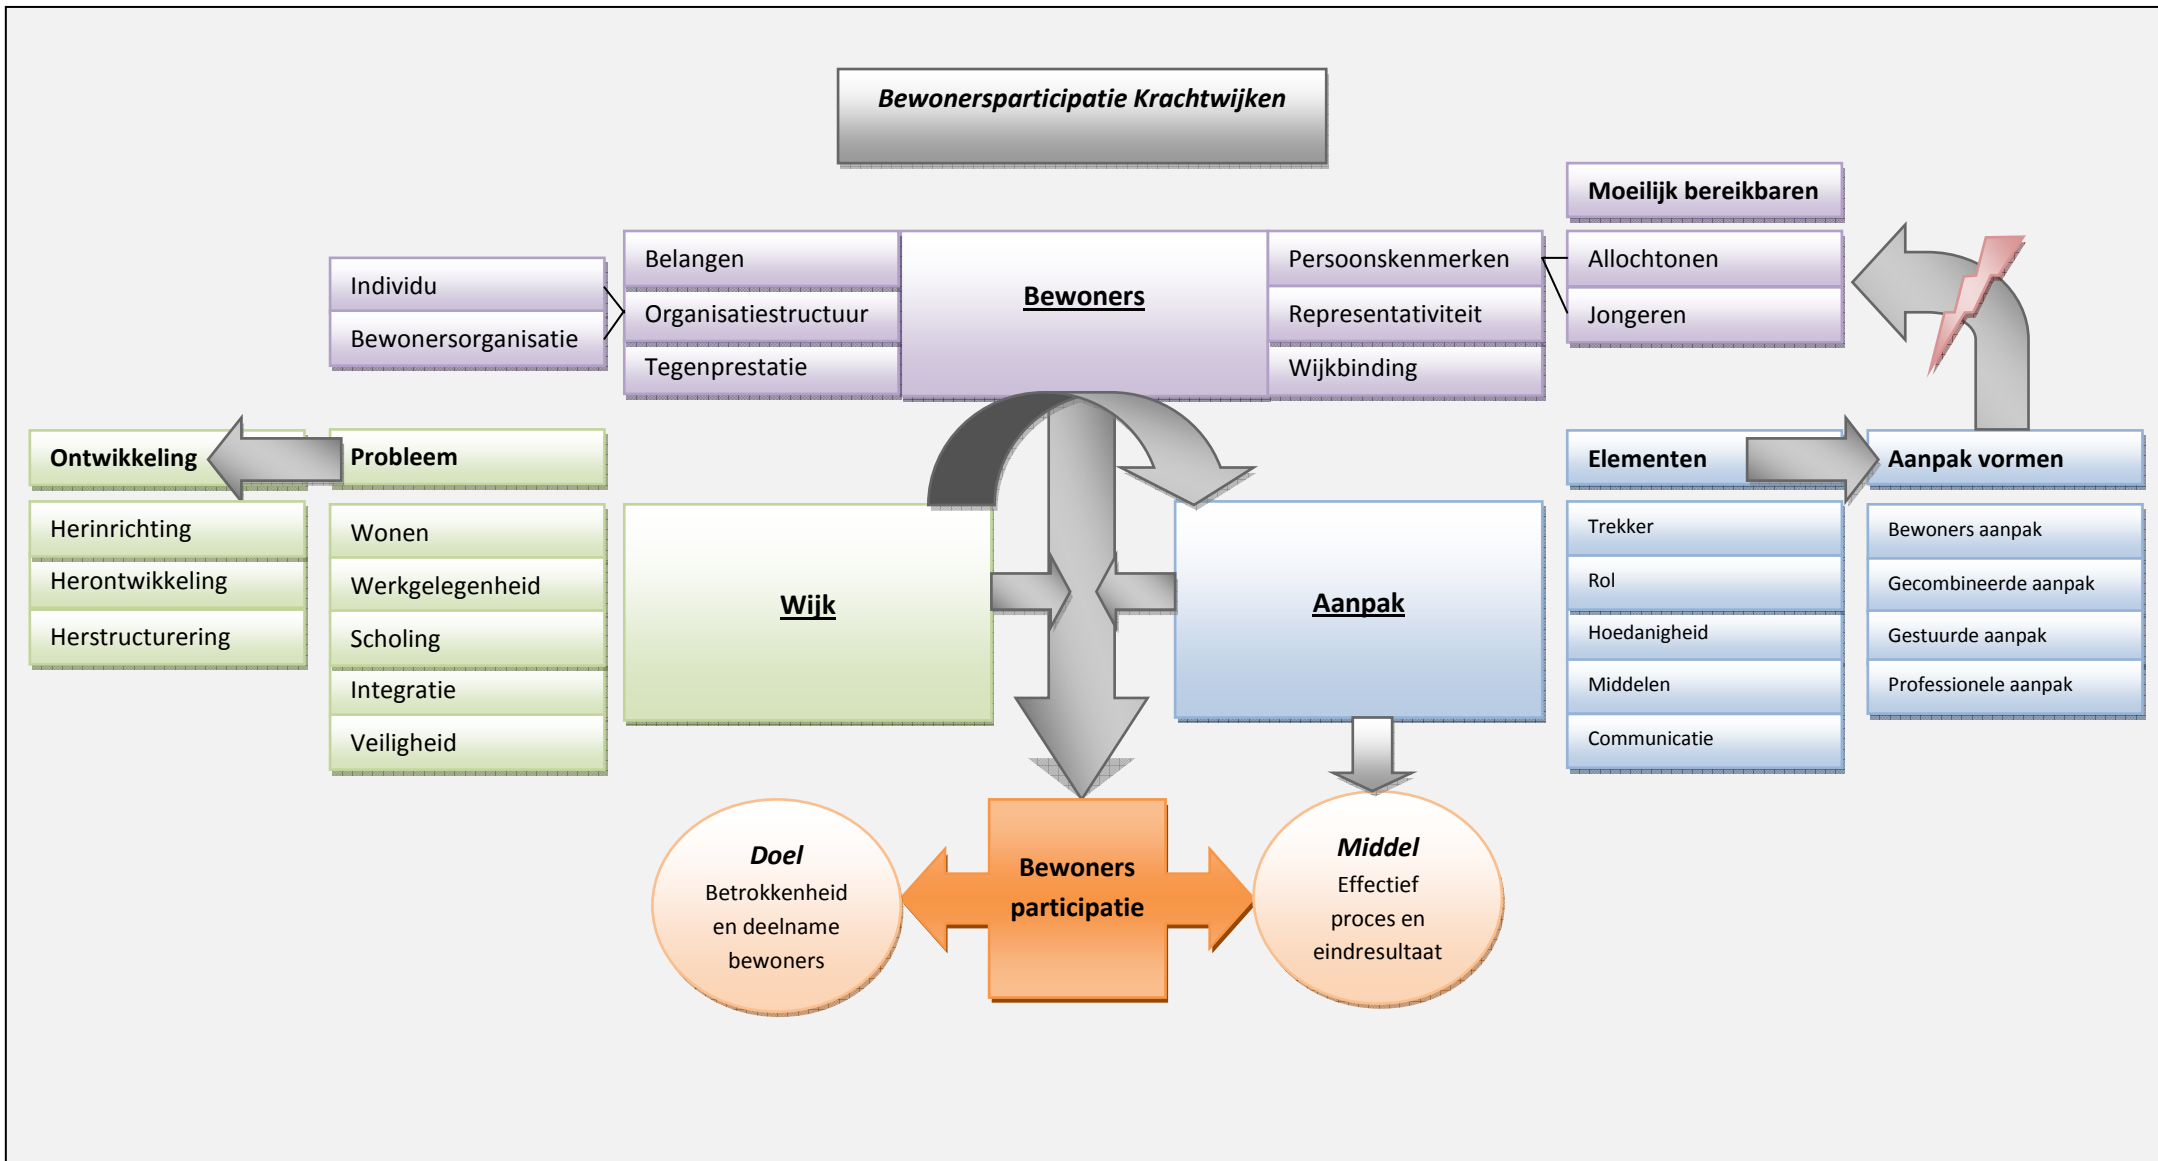 Bewonersparticipatie Krachtwijken
Moeilijk bereikbaren
Allochtonen
Jongeren
Individu
Bewonersorganisatie
Belangen
Organisatiestructuur
Tegenprestatie
Bewoners
Persoonskenmerken
Representativiteit
Wijkbinding
Ontwikkeling
Herinrichting
Herontwikkeling
Herstructurering
Probleem
Wonen
Werkgelegenheid
Scholing
Integratie
Veiligheid
Wijk
Aanpak
Elementen
Trekker
Rol
Hoedanigheid
Middelen
Communicatie
Aanpak vormen
Bewoners aanpak
Gecombineerde aanpak
Gestuurde aanpak
Professionele aanpak
Doel
Betrokkenheid
en deelname
bewoners
Bewoners
participatie
Middel
Effectief
proces en
eindresultaat